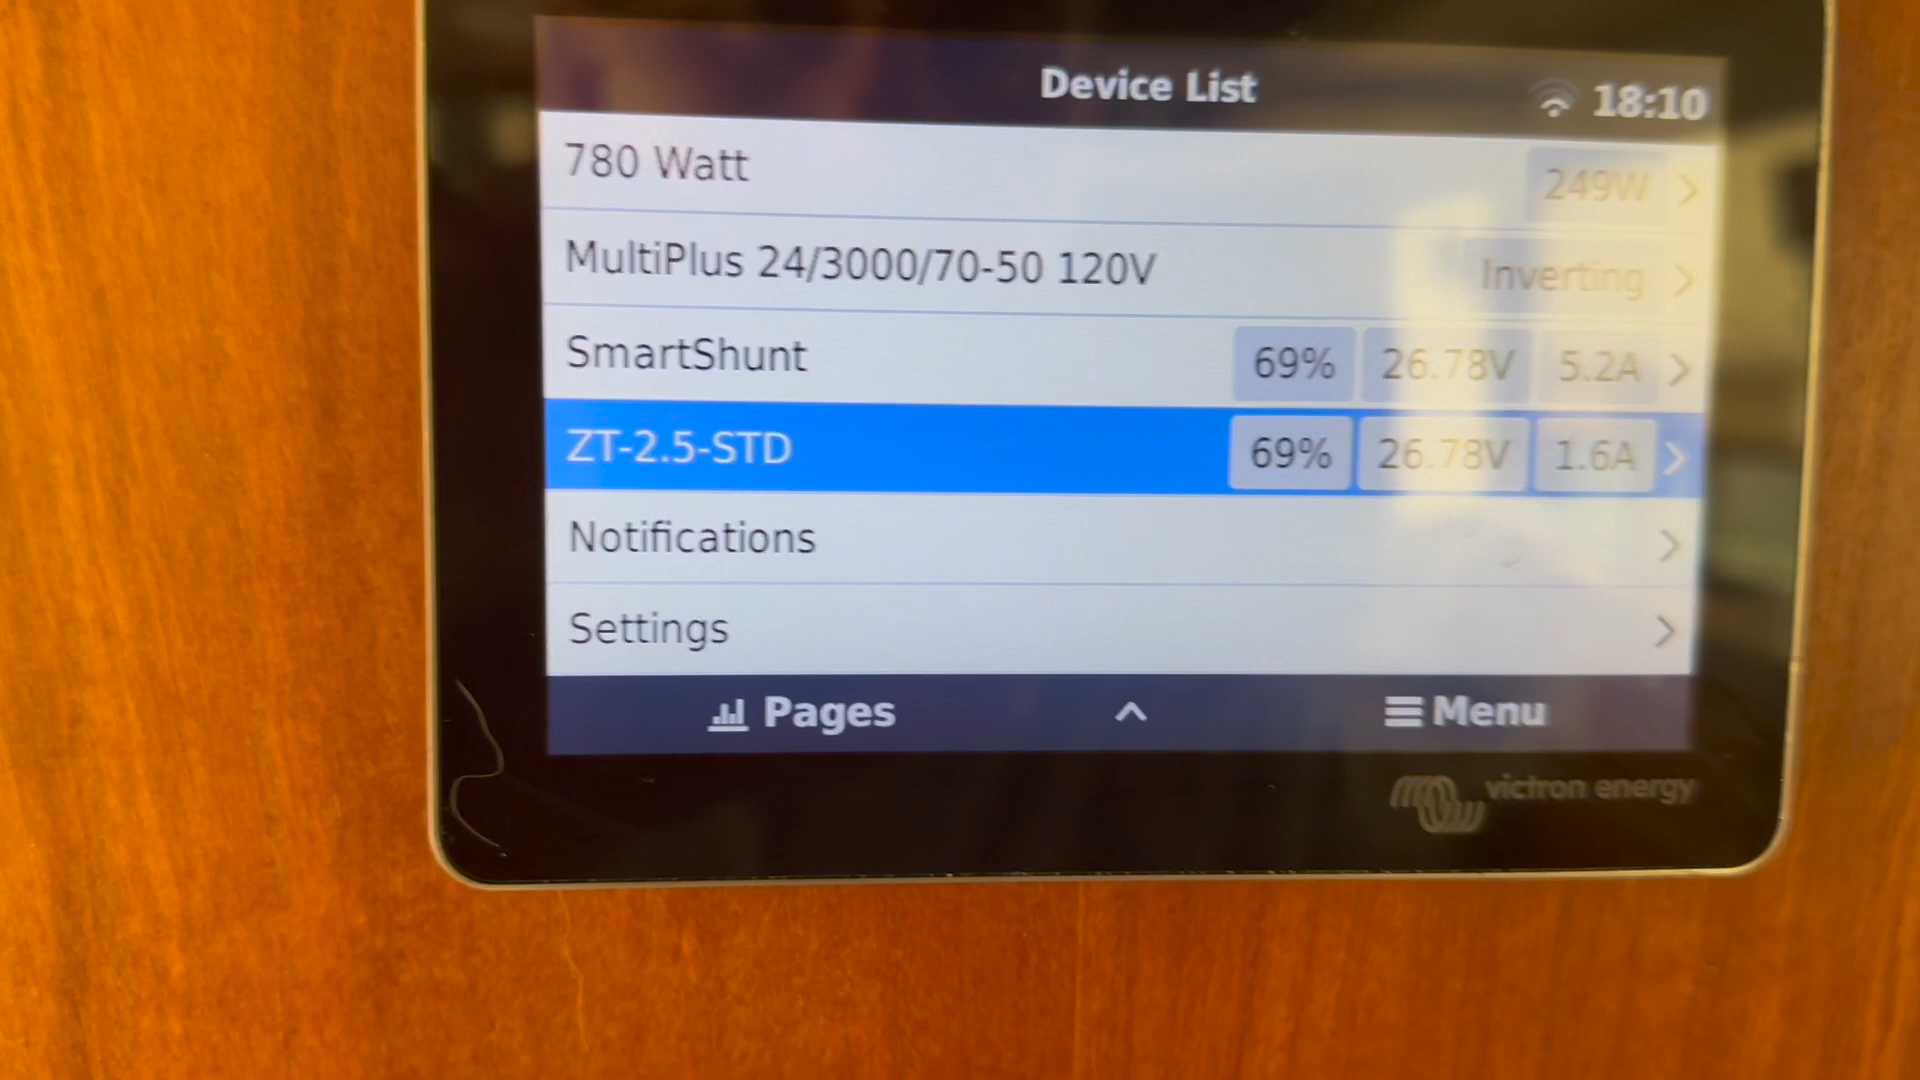 Device List 18:10
780 Watt 249W
MultiPlus 24/3000/70-50 120V Inverting
SmartShunt 69% 26.78V 5.2A
ZT-2.5-STD 69% 26.78V 1.6A
Notifications
Settings
Pages Menu
victron energy